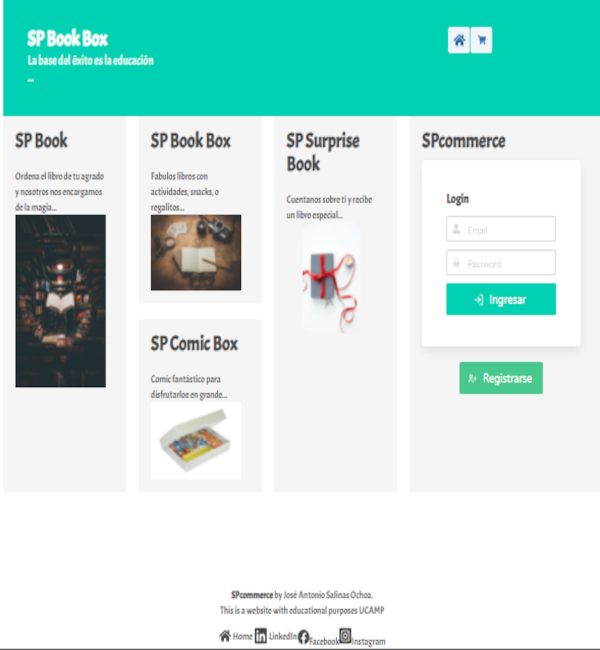 SP Book Box
La base del éxito es la educación
...
SP Book
Ordena el libro de tu agrado
y nosotros nos encargamos
de la magia...
SP Book Box
Fabulos libros con
actividades, snacks, o
regalitos...
SP Comic Box
Comic fantástico para
disfrutarloe en grande...
SP Surprise
Book
Cuentanos sobre ti y recibe
un libro especial...
SPcommerce
Login
Email
Password
Ingresar
Registrarse
SPcommerce by José Antonio Salinas Ochoa.
This is a website with educational purposes UCAMP
Home LinkedIn Facebook Instagram